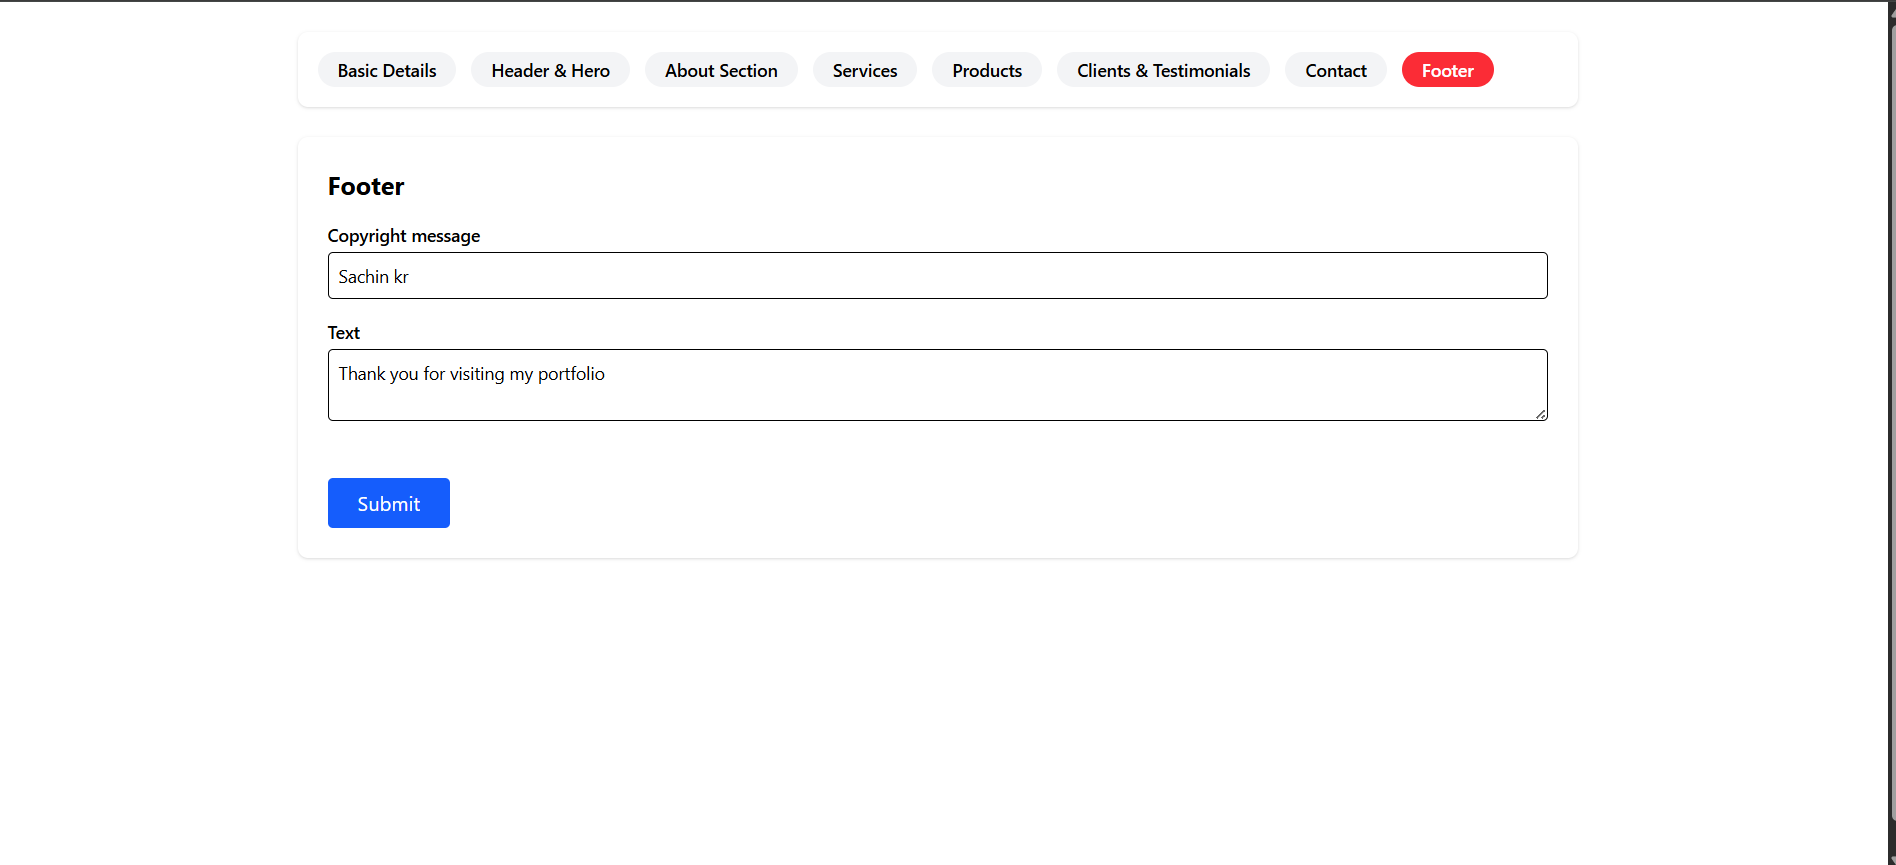 Basic Details Header & Hero About Section Services Products Clients & Testimonials Contact Footer
Footer
Copyright message
Sachin kr
Text
Thank you for visiting my portfolio
Submit